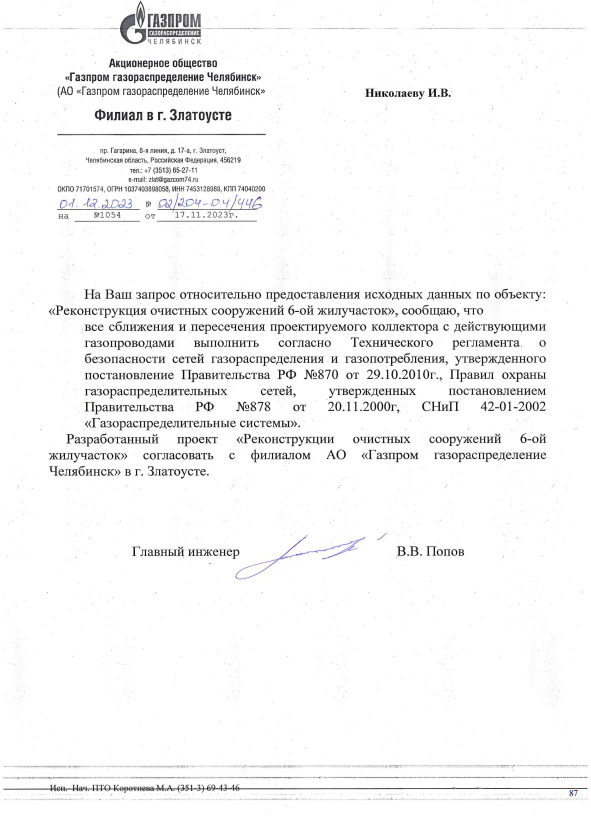 ГАЗПРОМ
ГАЗОРАСПРЕДЕЛЕНИЕ
ЧЕЛЯБИНСК
Акционерное общество
«Газпром газораспределение Челябинск»
(АО «Газпром газораспределение Челябинск»
Филиал в г. Златоусте
Николаеву И.В.
пр. Гагарина, 8-я линия, д. 17-а, г. Златоуст,
Челябинская область, Российская Федерация, 456219
тел.: +7 (3513) 65-27-11
e-mail: zlat@gazcom74.ru
ОКПО 71701574, ОГРН 1037403898058, ИНН 7453128989, КПП 74040200
01.12.2023 № 02/204-04/446
на №1054 от 17.11.2023г.
На Ваш запрос относительно предоставления исходных данных по объекту:
«Реконструкция очистных сооружений 6-ой жилучасток», сообщаю, что
все сближения и пересечения проектируемого коллектора с действующими
газопроводами выполнить согласно Технического регламента о
безопасности сетей газораспределения и газопотребления, утвержденного
постановление Правительства РФ №870 от 29.10.2010г., Правил охраны
газораспределительных сетей, утвержденных постановлением
Правительства РФ №878 от 20.11.2000г, СНиП 42-01-2002
«Газораспределительные системы».
Разработанный проект «Реконструкции очистных сооружений 6-ой
жилучасток» согласовать с филиалом АО «Газпром газораспределение
Челябинск» в г. Златоусте.
Главный инженер В.В. Попов
Исп. Нач. ПТО Коротнева М.А. (351-3) 69-43-46
87